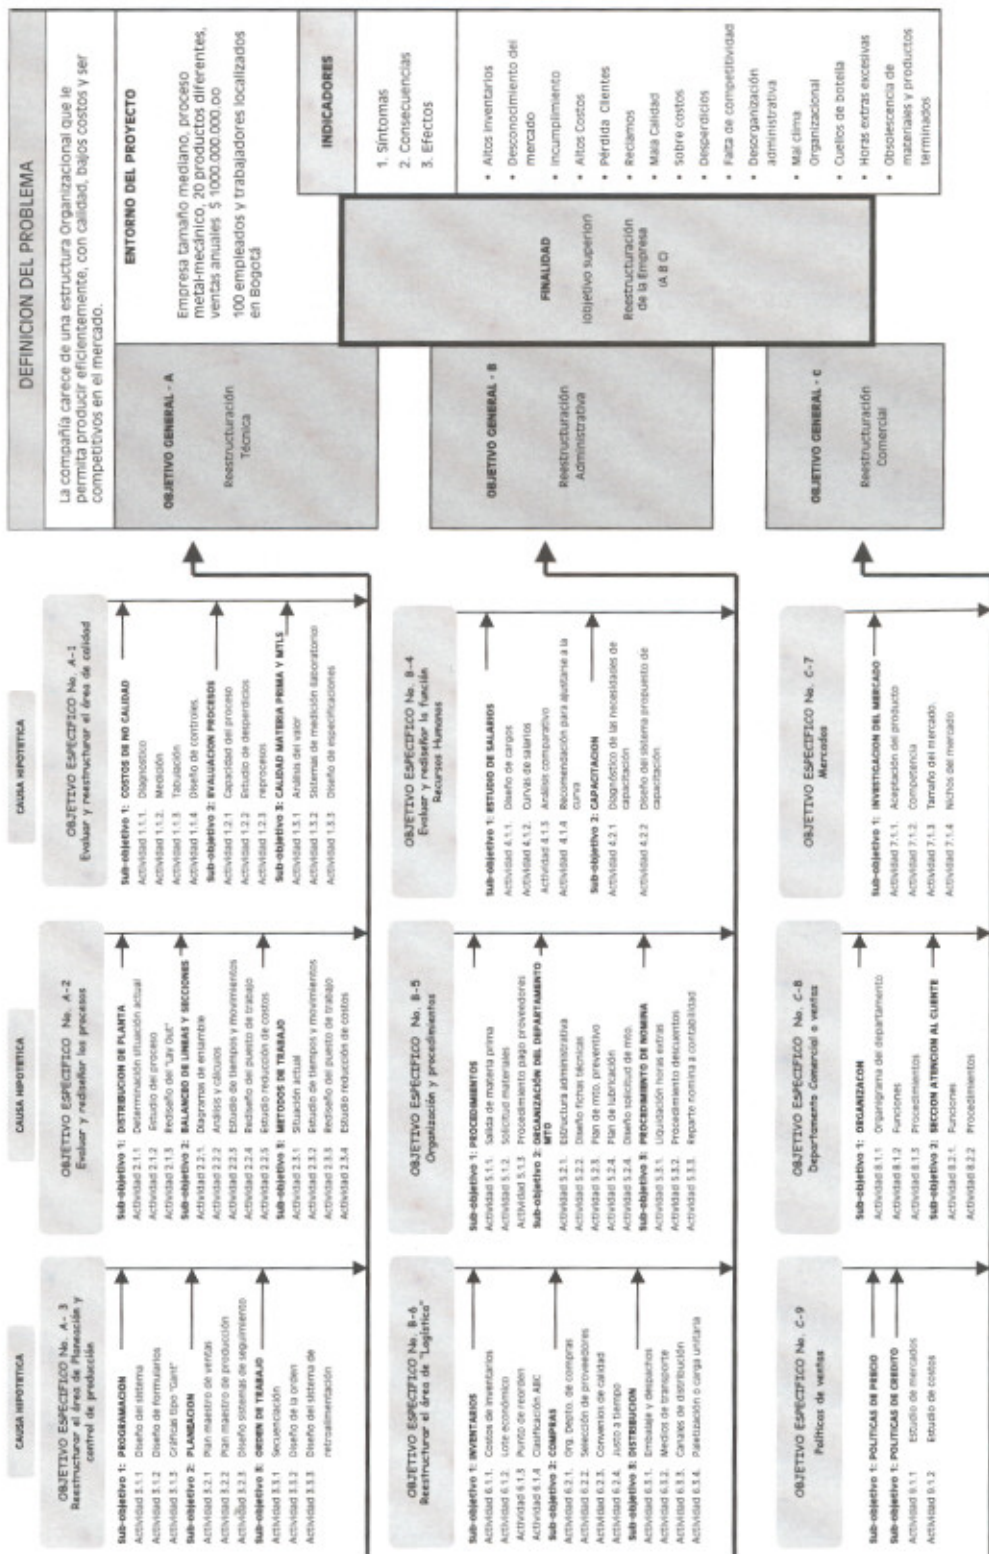 DEFINICION DEL PROBLEMA
La compañía carece de una estructura Organizacional que le
permita producir eficientemente, con calidad, bajos costos y ser
competitivos en el mercado.
ENTORNO DEL PROYECTO
Empresa tamaño mediano, proceso
metal-mecánico, 20 productos diferentes,
ventas anuales $ 1000 000 000.oo
100 empleados y trabajadores localizados
en Bogotá
OBJETIVO GENERAL - A
Reestructuración
Técnica
INDICADORES
1. Síntomas
2. Consecuencias
3. Efectos
• Altos inventarios
• Desconocimiento del
mercado
• Incumplimiento
• Altos Costos
• Pérdida Clientes
• Reclamos
• Mala Calidad
• Sobre costos
• Desperdicios
• Falta de competitividad
• Desorganización
administrativa
• Mal clima
Organizacional
• Cuellos de botella
• Horas extras excesivas
• Obsolescencia de
materiales y productos
terminados
FINALIDAD
(objetivo superior)
Reestructuración
de la Empresa
(A B C)
OBJETIVO GENERAL - B
Reestructuración
Administrativa
OBJETIVO GENERAL - C
Reestructuración
Comercial
CAUSA HIPOTETICA
CAUSA HIPOTETICA
CAUSA HIPOTETICA
OBJETIVO ESPECIFICO No. A- 3
Reestructurar el área de Planeación y
control de producción
Sub-objetivo 1: PROGRAMACION
Actividad 3.1.1 Diseño del sistema
Actividad 3.1.2 Diseño de formularios
Actividad 3.1.3 Gráficas tipo "Gantt"
Sub-objetivo 2: PLANEACION
Actividad 3.2.1 Plan maestro de ventas
Actividad 3.2.2 Plan maestro de producción
Actividad 3.2.3 Diseño sistemas de seguimiento
Sub-objetivo 3: ORDEN DE TRABAJO
Actividad 3.3.1 Secuenciación
Actividad 3.3.2 Diseño de la orden
Actividad 3.3.3 Diseño del sistema de
retroalimentación
OBJETIVO ESPECIFICO No. A-2
Evaluar y rediseñar los procesos
Sub-objetivo 1: DISTRIBUCION DE PLANTA
Actividad 2.1.1 Determinación situación actual
Actividad 2.1.2 Estudio del proceso
Actividad 2.1.3 Rediseño del "Lay Out"
Sub-objetivo 2: BALANCEO DE LINEAS Y SECCIONES
Actividad 2.2.1. Diagramas de ensamble
Actividad 2.2.2 Análisis y cálculos
Actividad 2.2.3 Estudio de tiempos y movimientos
Actividad 2.2.4 Rediseño del puesto de trabajo
Actividad 2.2.5 Estudio reducción de costos
Sub-objetivo 3: METODOS DE TRABAJO
Actividad 2.3.1 Situación actual
Actividad 2.3.2 Estudio de tiempos y movimientos
Actividad 2.3.3 Rediseño del puesto de trabajo
Actividad 2.3.4 Estudio reducción de costos
OBJETIVO ESPECIFICO No. A-1
Evaluar y reestructurar el área de calidad
Sub-objetivo 1: COSTOS DE NO CALIDAD
Actividad 1.1.1. Diagnóstico
Actividad 1.1.2. Medición
Actividad 1.1.3 Tabulación
Actividad 1.1.4 Diseño de controles
Sub-objetivo 2: EVALUACION PROCESOS
Actividad 1.2.1 Capacidad del proceso
Actividad 1.2.2 Estudio de desperdicios
Actividad 1.2.3 reprocesos
Sub-objetivo 3: CALIDAD MATERIA PRIMA Y MTLS
Actividad 1.3.1 Análisis del valor
Actividad 1.3.2 Sistemas de medición (laboratorio)
Actividad 1.3.3 Diseño de especificaciones
OBJETIVO ESPECIFICO No. B-6
Reestructurar el área de "Logística"
Sub-objetivo 1: INVENTARIOS
Actividad 6.1.1. Costos de inventarios
Actividad 6.1.2. Lote económico
Actividad 6.1.3 Punto de reorden
Actividad 6.1.4 Clasificación ABC
Sub-objetivo 2: COMPRAS
Actividad 6.2.1. Org. Depto. de compras
Actividad 6.2.2. Selección de proveedores
Actividad 6.2.3. Convenios de calidad
Actividad 6.2.4. Justo a tiempo
Sub-objetivo 3: DISTRIBUCION
Actividad 6.3.1. Embalaje y despachos
Actividad 6.3.2. Medios de transporte
Actividad 6.3.3. Canales de distribución
Actividad 6.3.4. Paletización o carga unitaria
OBJETIVO ESPECIFICO No. B-5
Organización y procedimientos
Sub-objetivo 1: PROCEDIMIENTOS
Actividad 5.1.1. Salida de materia prima
Actividad 5.1.2. Solicitud materiales
Actividad 5.1.3 Procedimiento pago proveedores
Sub-objetivo 2: ORGANIZACIÓN DEL DEPARTAMENTO
MTO
Actividad 5.2.1. Estructura administrativa
Actividad 5.2.2. Diseño fichas técnicas
Actividad 5.2.3. Plan de mto. preventivo
Actividad 5.2.4. Plan de lubricación
Actividad 5.2.4. Diseño solicitud de mto.
Sub-objetivo 3: PROCEDIMIENTO DE NOMINA
Actividad 5.3.1. Liquidación horas extras
Actividad 5.3.2. Procedimiento descuentos
Actividad 5.3.3 Reparte nomina a contabilidad
OBJETIVO ESPECIFICO No. B-4
Evaluar y rediseñar la función
Recursos Humanos
Sub-objetivo 1: ESTUDIO DE SALARIOS
Actividad 4.1.1. Diseño de cargos
Actividad 4.1.2. Curva de salarios
Actividad 4.1.3 Análisis comparativo
Actividad 4.1.4 Recomendación para ajustarse a la
curva
Sub-objetivo 2: CAPACITACION
Actividad 4.2.1 Diagnóstico de las necesidades de
capacitación
Actividad 4.2.2 Diseño del sistema propuesto de
capacitación
OBJETIVO ESPECIFICO No. C-9
Políticas de ventas
Sub-objetivo 1: POLITICAS DE PRECIO
Sub-objetivo 1: POLITICAS DE CREDITO
Actividad 9.1.1 Estudio de mercados
Actividad 9.1.2 Estudio de costos
OBJETIVO ESPECIFICO No. C-8
Departamento Comercial o ventas
Sub-objetivo 1: ORGANIZACON
Actividad 8.1.1 Organigrama del departamento
Actividad 8.1.2 Funciones
Actividad 8.1.3 Procedimientos
Sub-objetivo 2: SECCION ATENCION AL CLIENTE
Actividad 8.2.1. Funciones
Actividad 8.2.2 Procedimientos
OBJETIVO ESPECIFICO No. C-7
Mercados
Sub-objetivo 1: INVESTIGACION DEL MERCADO
Actividad 7.1.1. Aceptación del producto
Actividad 7.1.2. Competencia
Actividad 7.1.3 Tamaño del mercado.
Actividad 7.1.4 Nichos del mercado